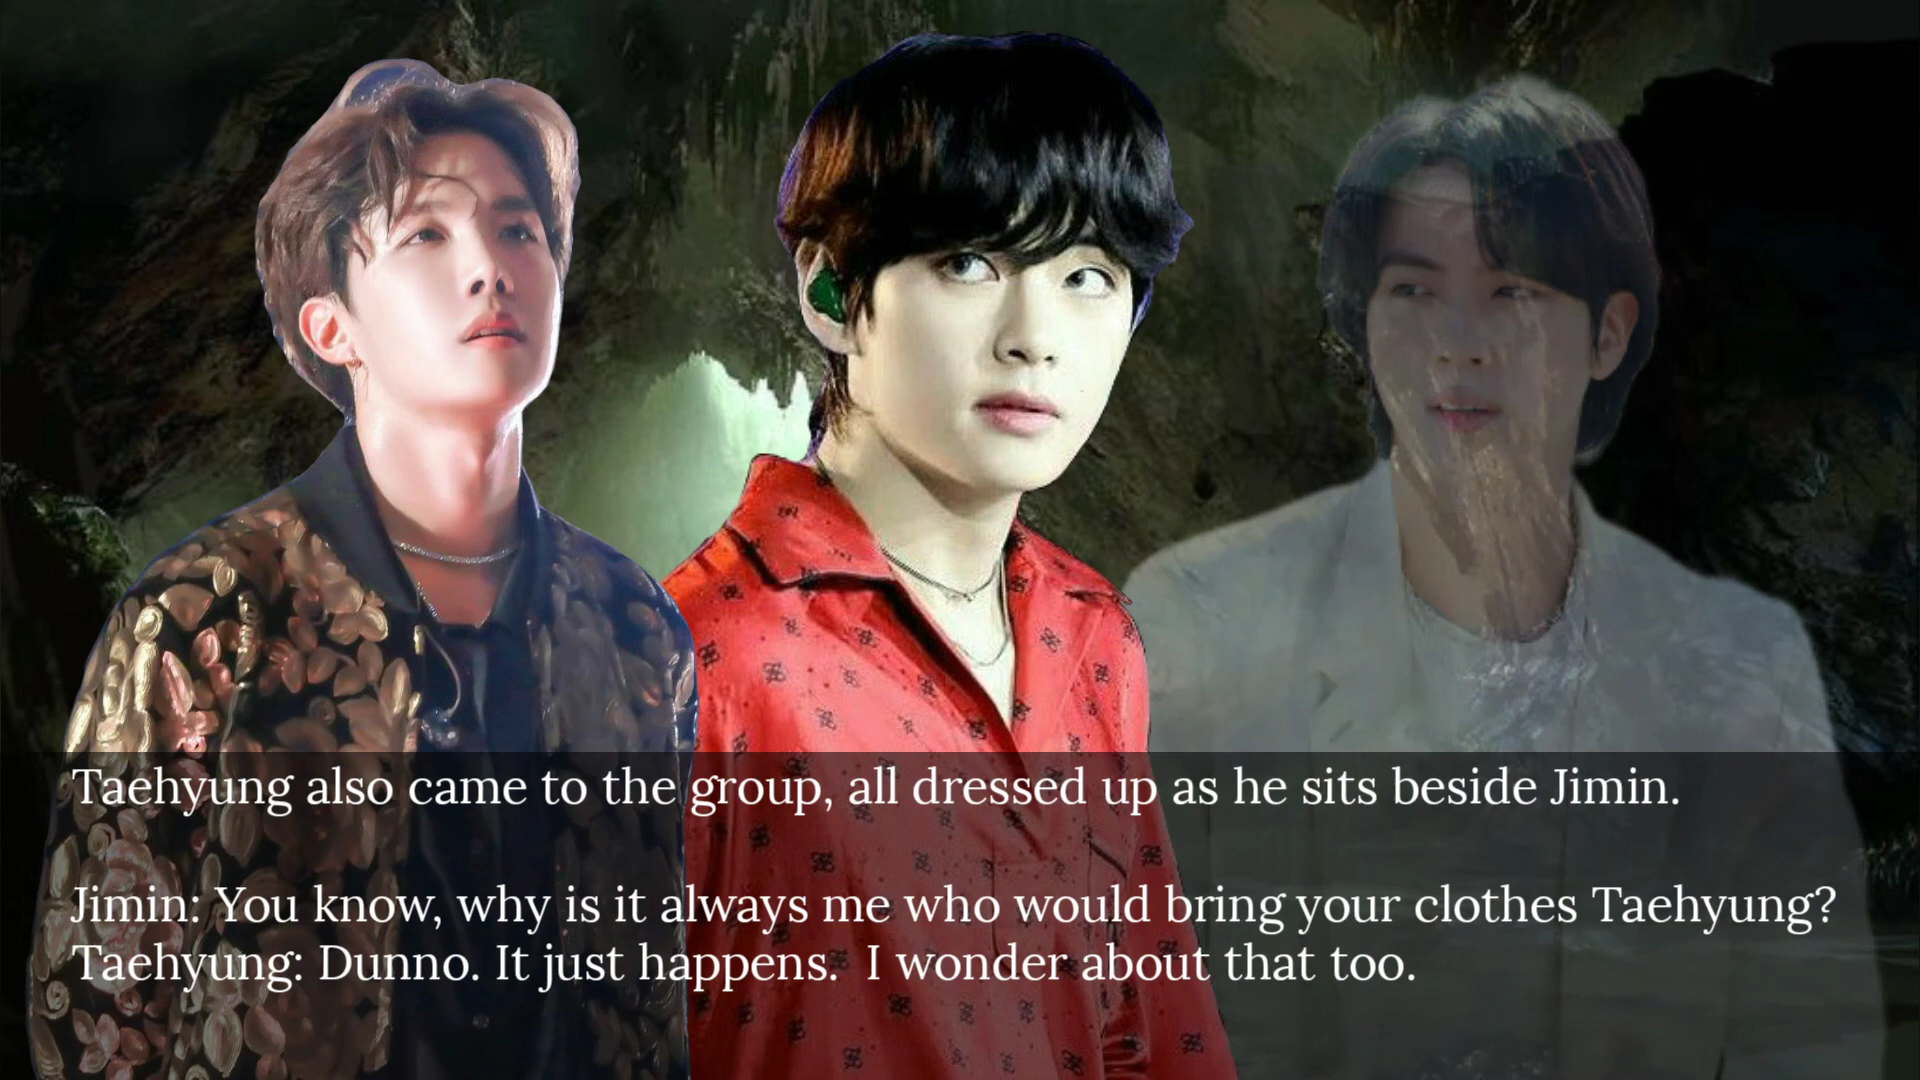 Taehyung also came to the group, all dressed up as he sits beside Jimin.
Jimin: You know, why is it always me who would bring your clothes Taehyung?
Taehyung: Dunno. It just happens.  I wonder about that too.